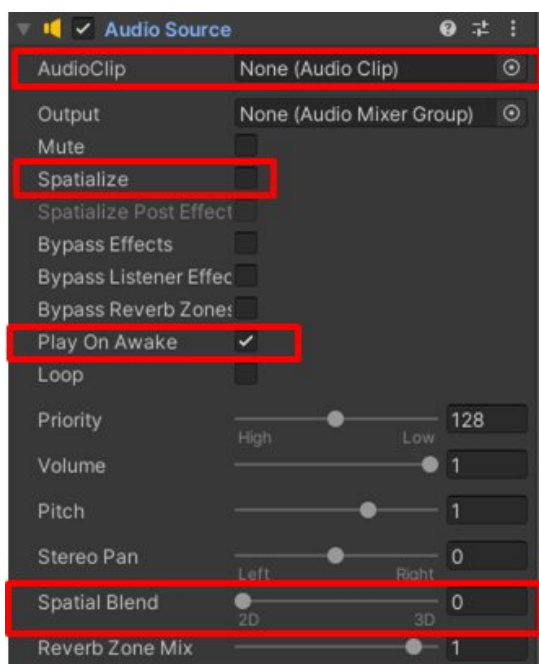 Audio Source
AudioClip None (Audio Clip)
Output None (Audio Mixer Group)
Mute
Spatialize
Spatialize Post Effect
Bypass Effects
Bypass Listener Effec
Bypass Reverb Zones
Play On Awake
Loop
Priority 128
High Low
Volume 1
Pitch 1
Stereo Pan 0
Left Right
Spatial Blend 0
2D 3D
Reverb Zone Mix 1